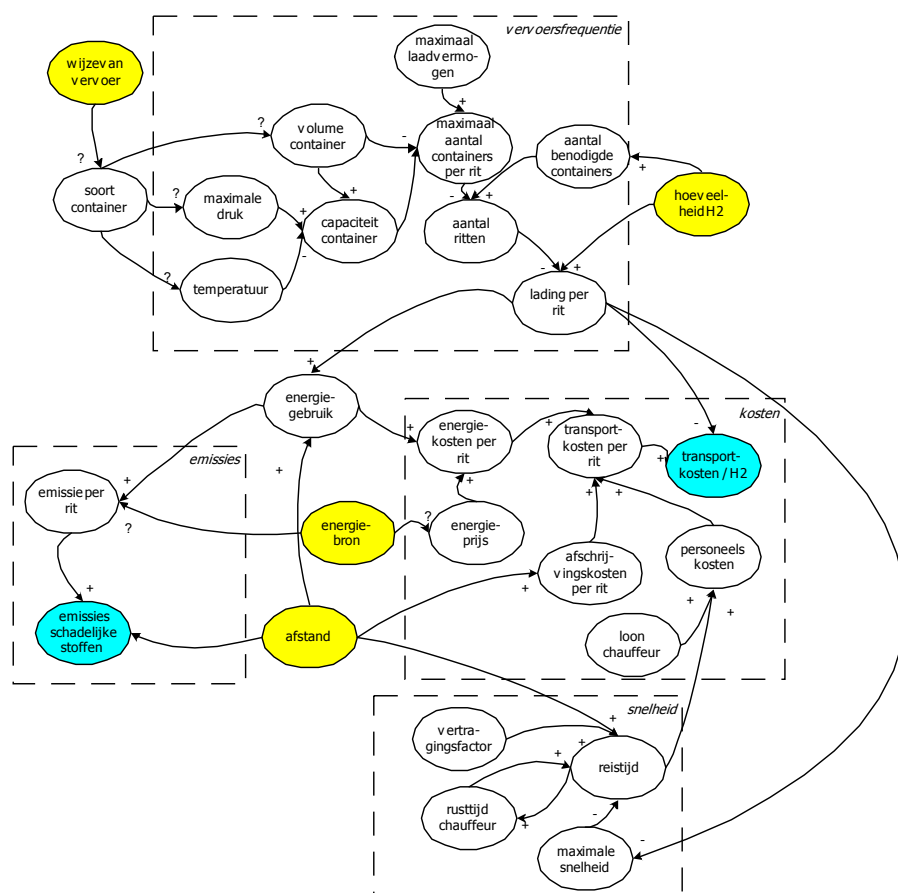 vervoersfrequentie
maximaal
laadvermo-
gen
wijze van
vervoer
+
?
?
volume
container
-
maximaal
aantal
containers
per rit
aantal
benodigde
containers
+
soort
container
?
maximale
druk
+
+
-
capaciteit
container
-
+
aantal
ritten
hoeveel-
heid H2
?
temperatuur
-
+
lading per
rit
+
energie-
gebruik
kosten
+
energie-
kosten per
rit
+
transport-
kosten per
rit
+
-
transport-
kosten / H2
emissies
+
+
emissie per
rit
?
energie-
bron
?
+
energie-
prijs
+
+
afschrij-
vingskosten
per rit
personeels
kosten
+
+
+
+
emissies
schadelijke
stoffen
+
afstand
loon
chauffeur
snelheid
+
vertra-
gingsfactor
+
+
reistijd
rusttijd
chauffeur
+
-
maximale
snelheid
-